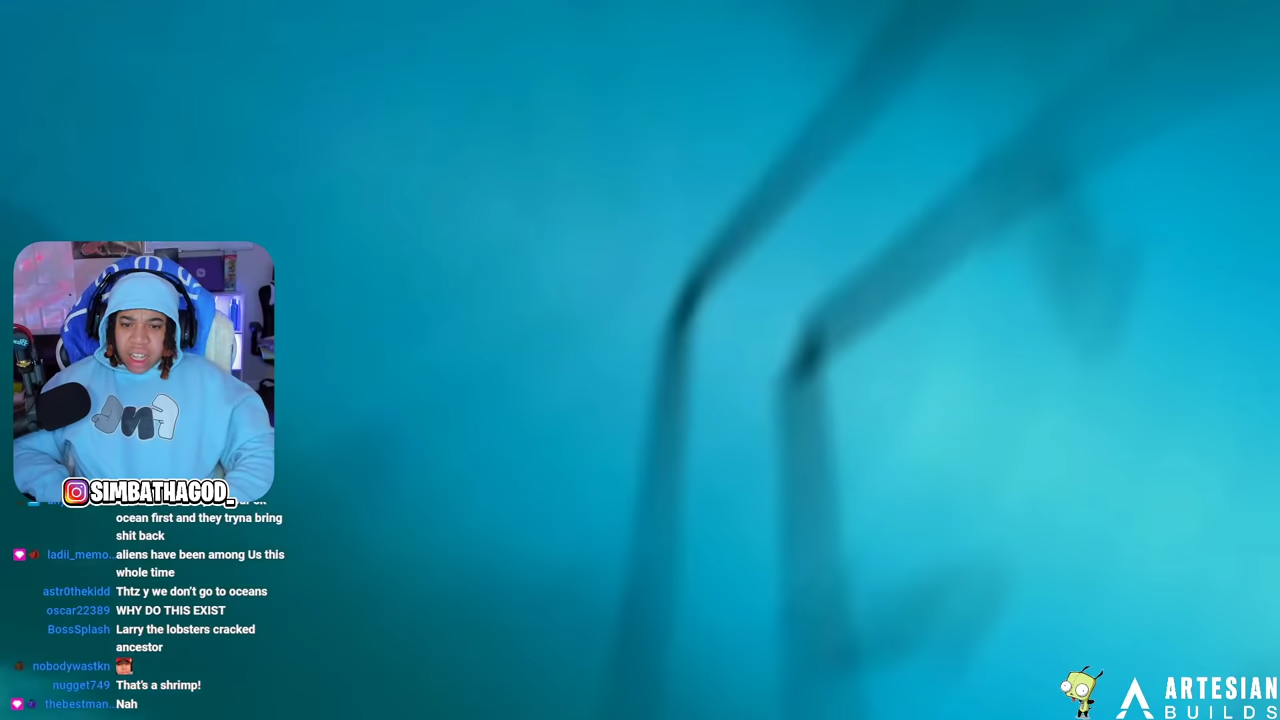 SIMBATHAGOD_
ocean first and they tryna bring
shit back
ladii_memo.. aliens have been among Us this
whole time
astr0thekidd Thtz y we don't go to oceans
oscar22389 WHY DO THIS EXIST
BossSplash Larry the lobsters cracked
ancestor
nobodywastkn
nugget749 That's a shrimp!
thebestman.. Nah
ARTESIAN
BUILDS